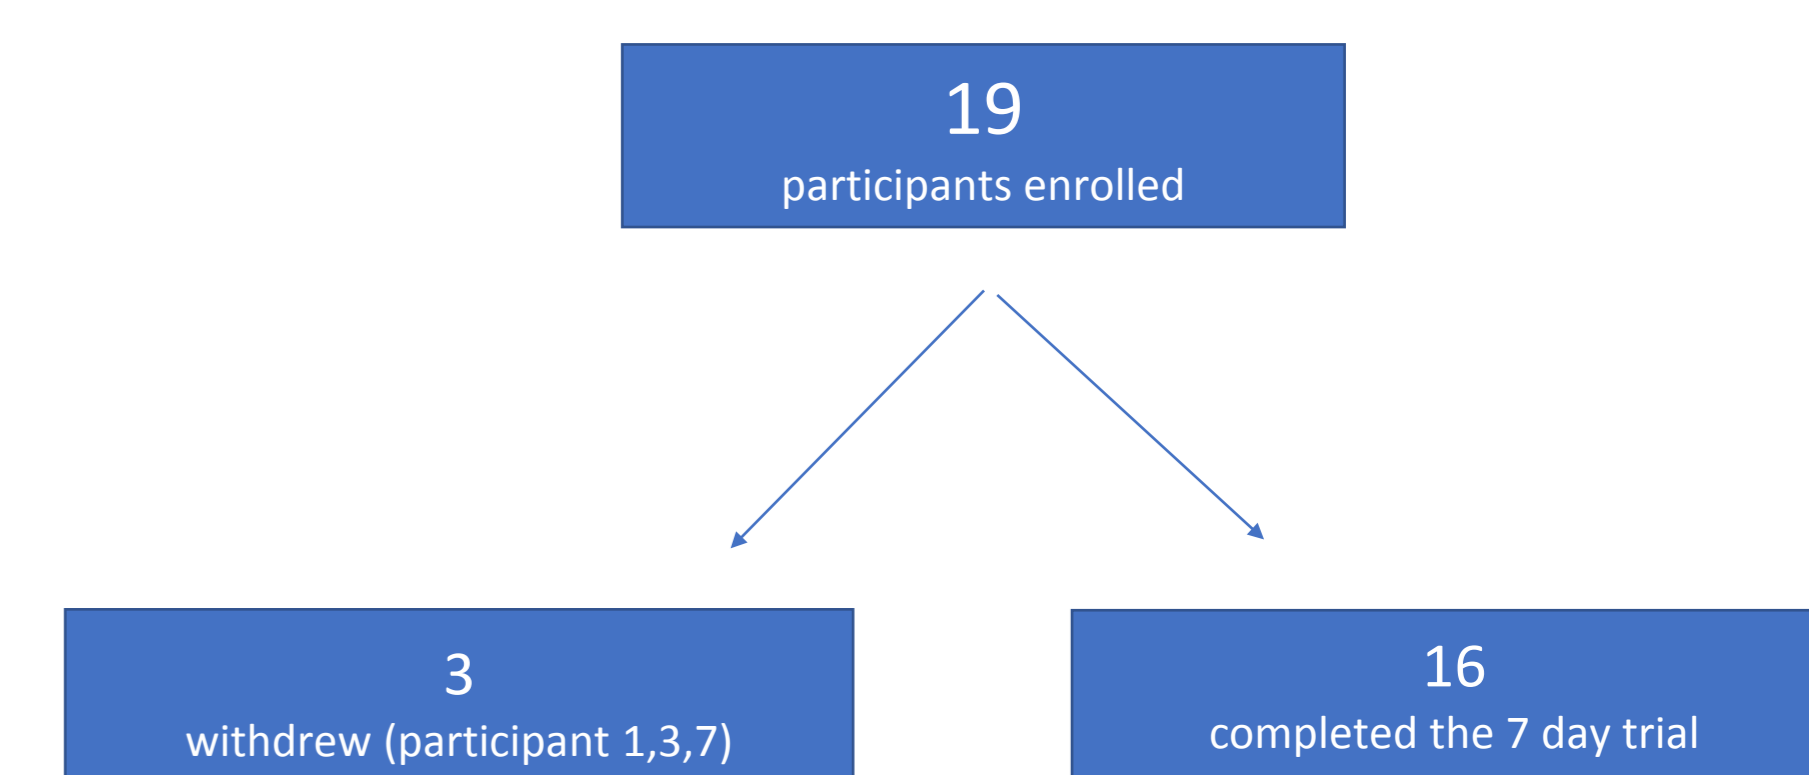 19
participants enrolled
3
withdrew (participant 1,3,7)
16
completed the 7 day trial